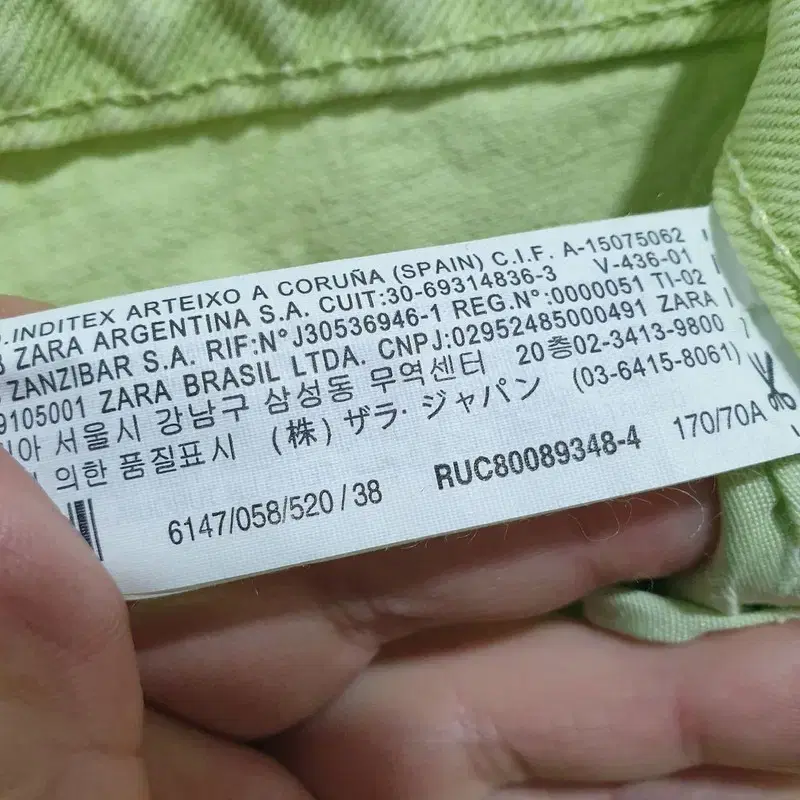 INDITEX ARTEIXO A CORUÑA (SPAIN) C.I.F. A-15075062
ZARA ARGENTINA S.A. CUIT:30-69314836-3 V-436-01
ZANZIBAR S.A. RIF:N°J30536946-1 REG.N°:0000051 TI-02
9105001 ZARA BRASIL LTDA. CNPJ:02952485000491 ZARA
아 서울시 강남구 삼성동 무역센터 20층02-3413-9800
의한 품질표시 (株) ザラ・ジャパン (03-6415-8061)
6147/058/520/38 RUC80089348-4 170/70A